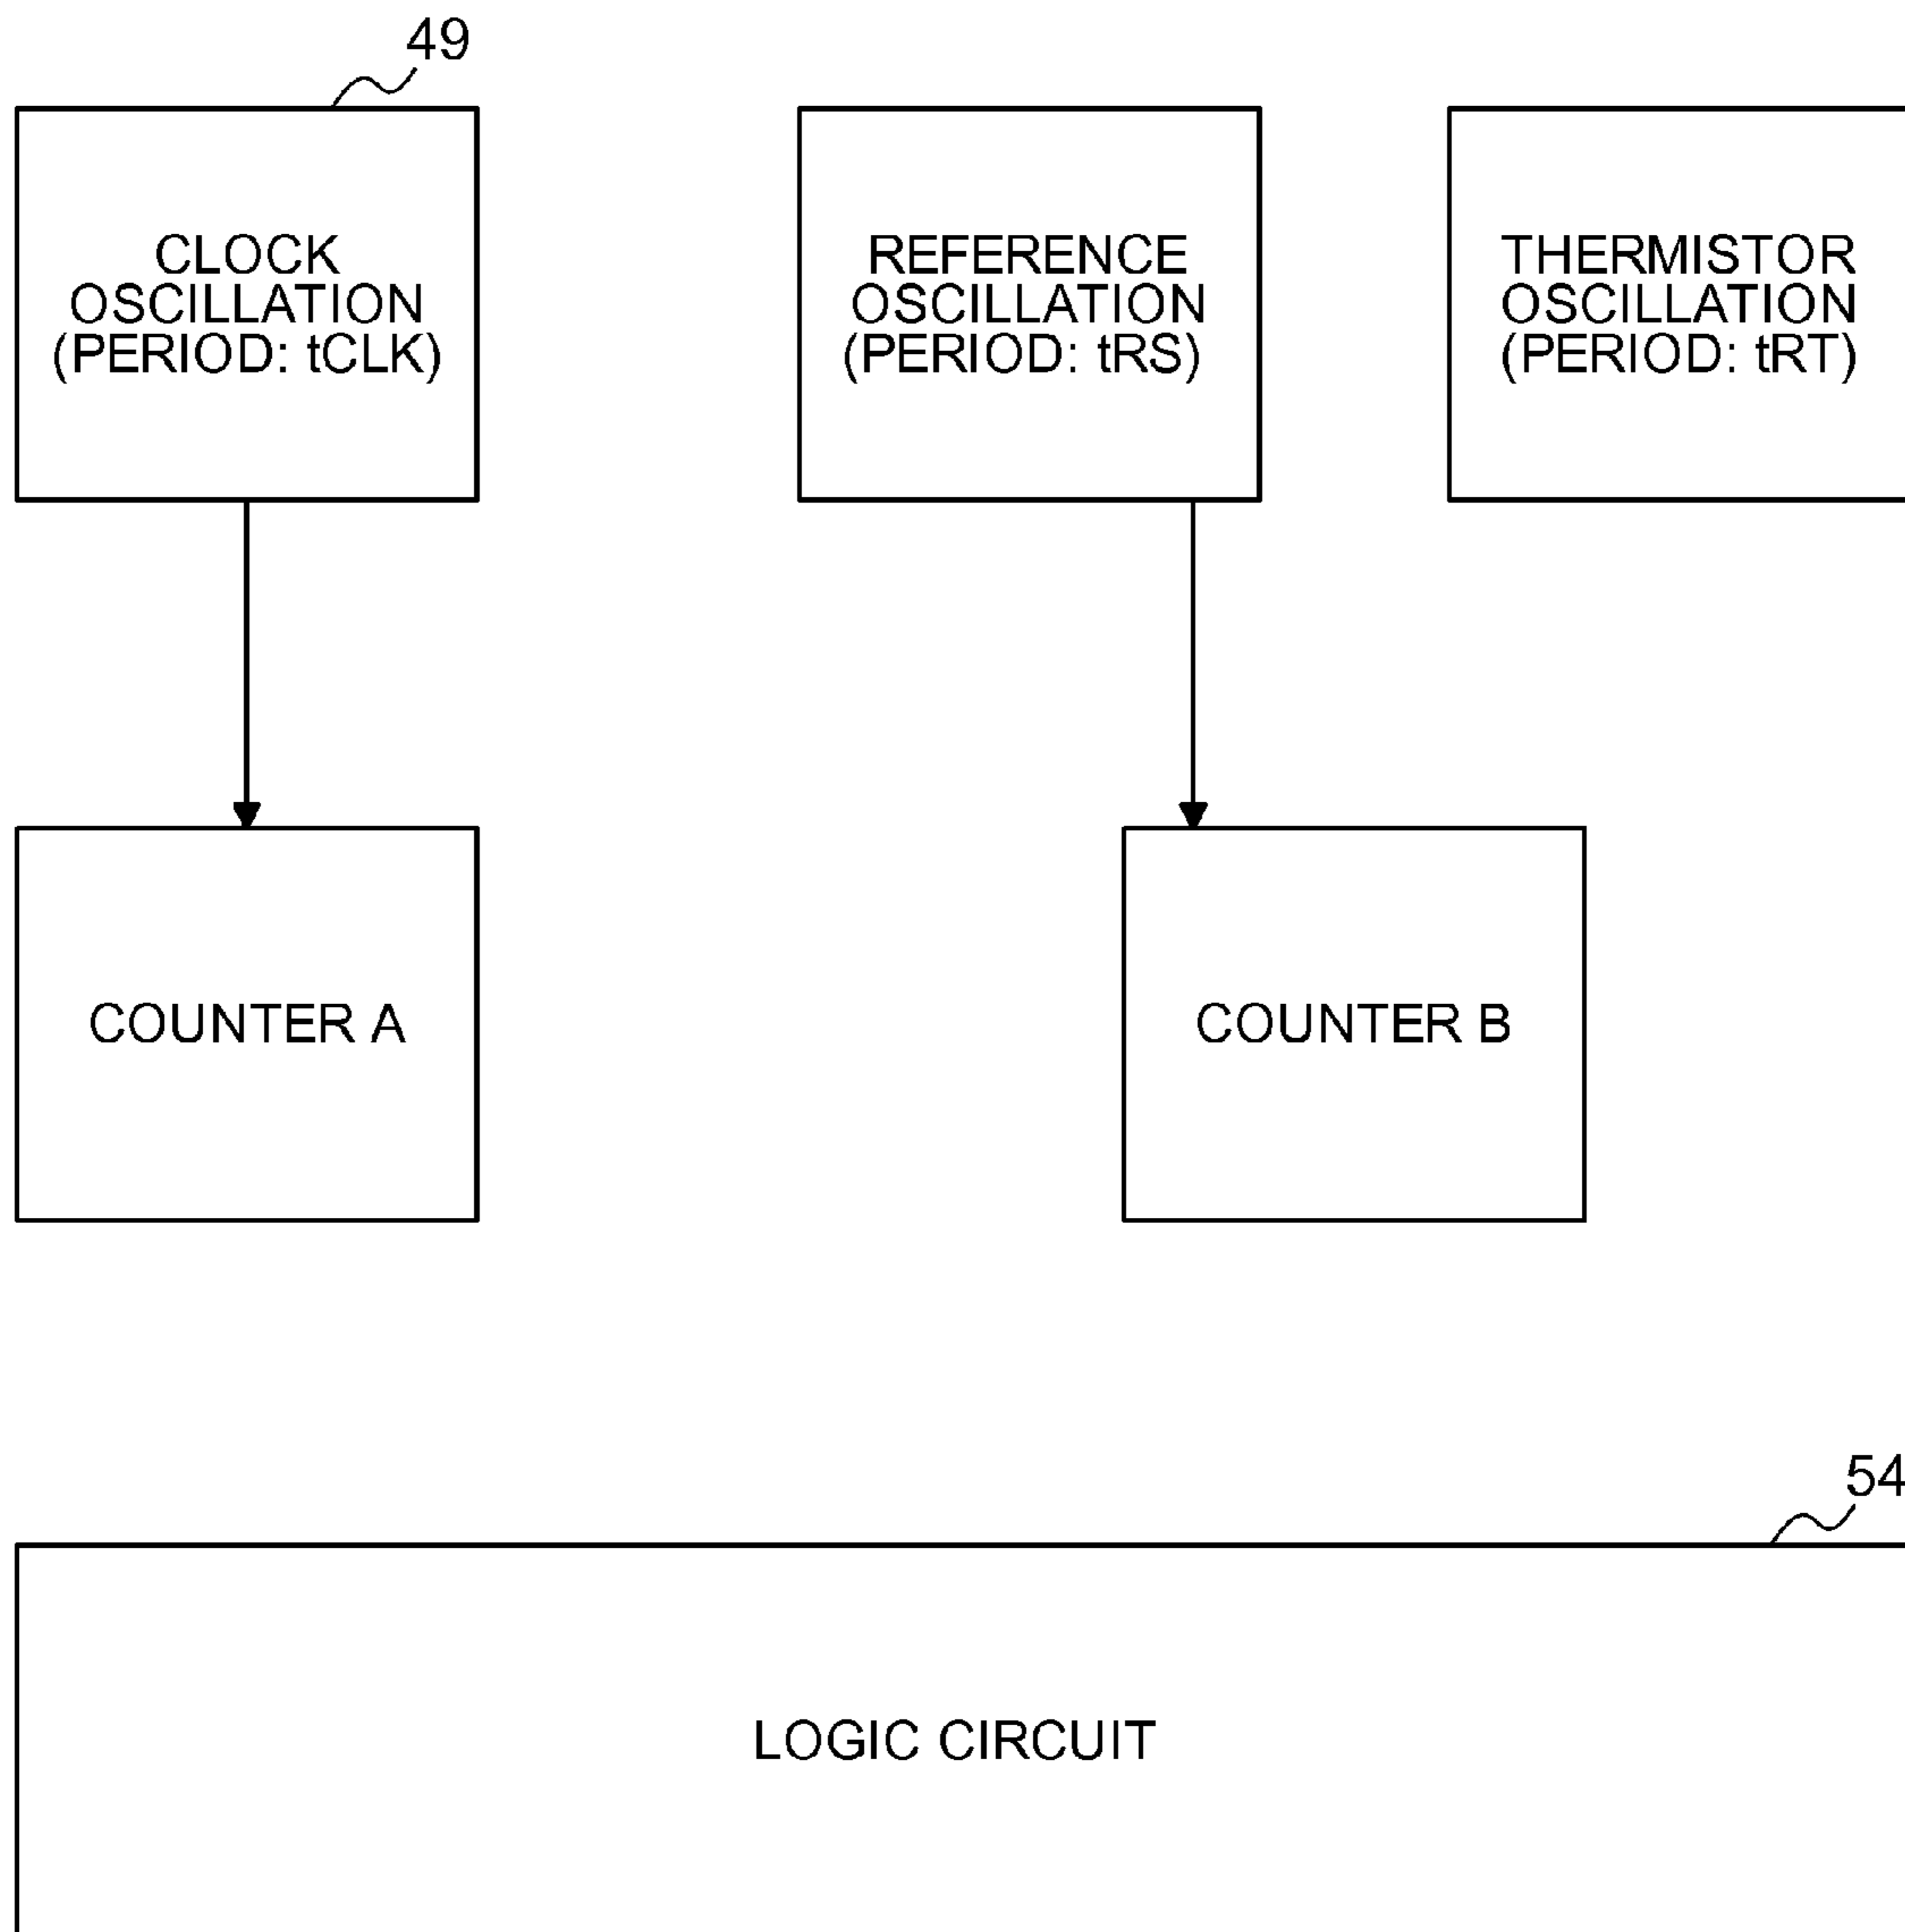 49
CLOCK
OSCILLATION
(PERIOD: tCLK)
REFERENCE
OSCILLATION
(PERIOD: tRS)
THERMISTOR
OSCILLATION
(PERIOD: tRT)
COUNTER A
COUNTER B
54
LOGIC CIRCUIT